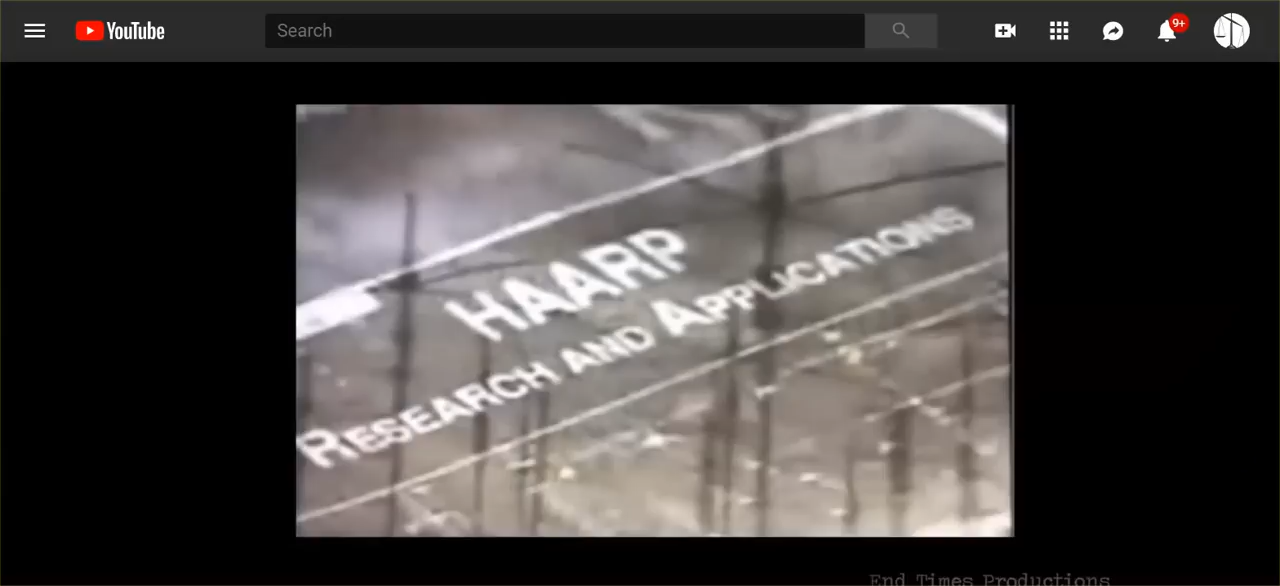 YouTube
Search
9+
HAARP
RESEARCH AND APPLICATIONS
End Times Productions